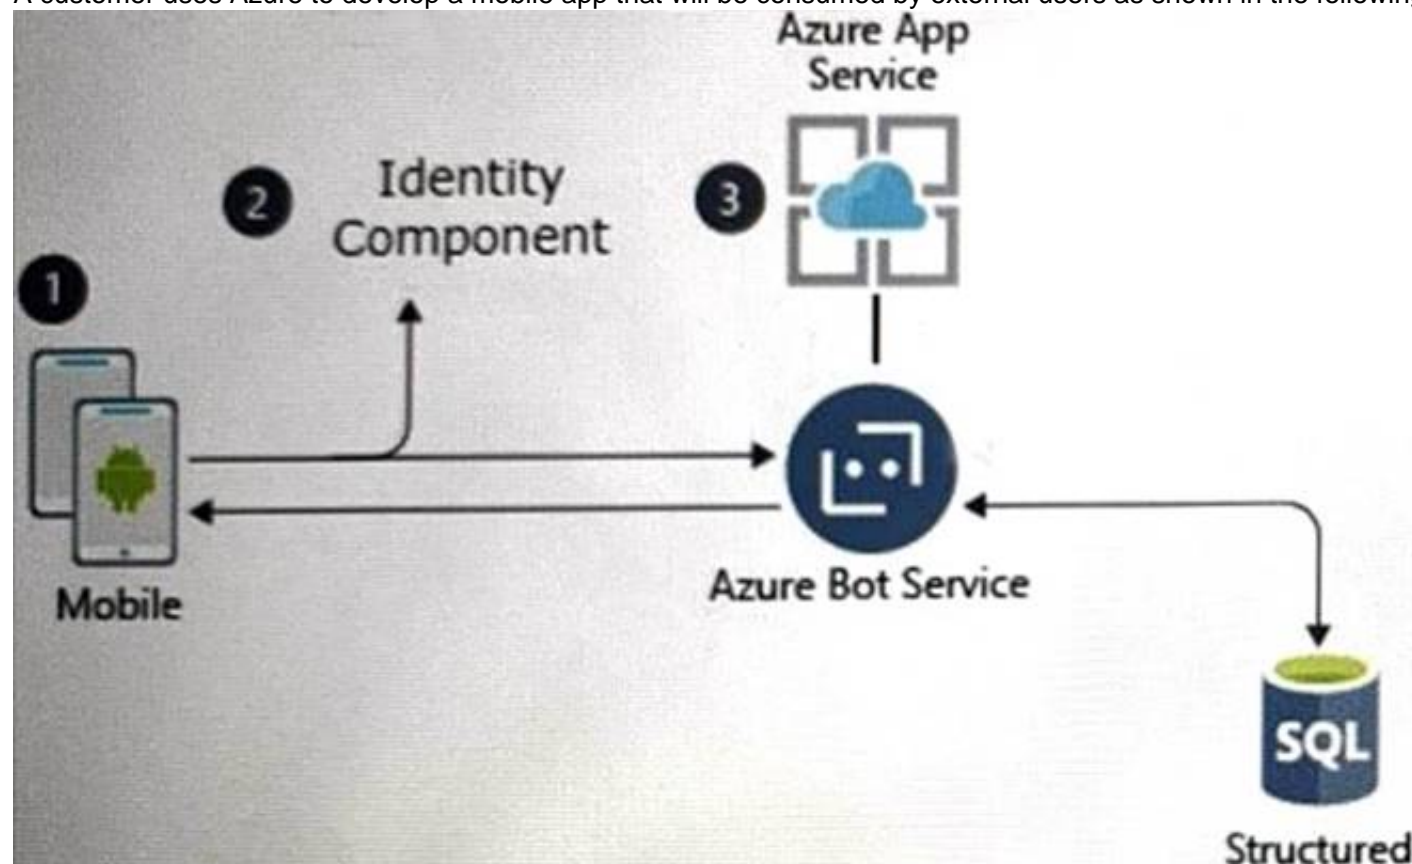 A customer uses Azure to develop a mobile app that will be consumed by external users as shown in the following
Azure App
Service
2
Identity
Component
3
1
Mobile
Azure Bot Service
SQL
Structured